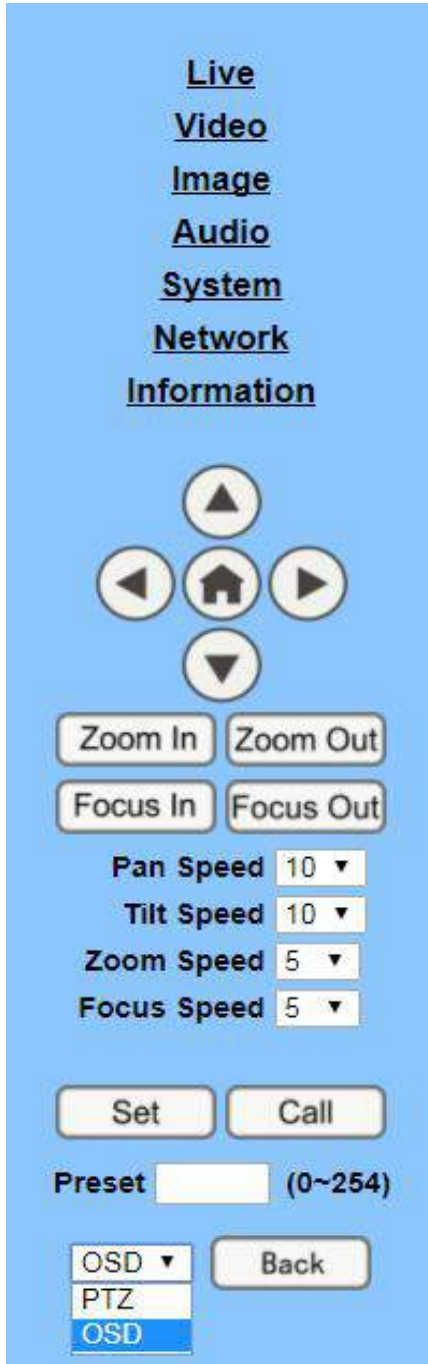 Live
Video
Image
Audio
System
Network
Information
Zoom In Zoom Out
Focus In Focus Out
Pan Speed 10
Tilt Speed 10
Zoom Speed 5
Focus Speed 5
Set Call
Preset (0~254)
OSD Back
PTZ
OSD